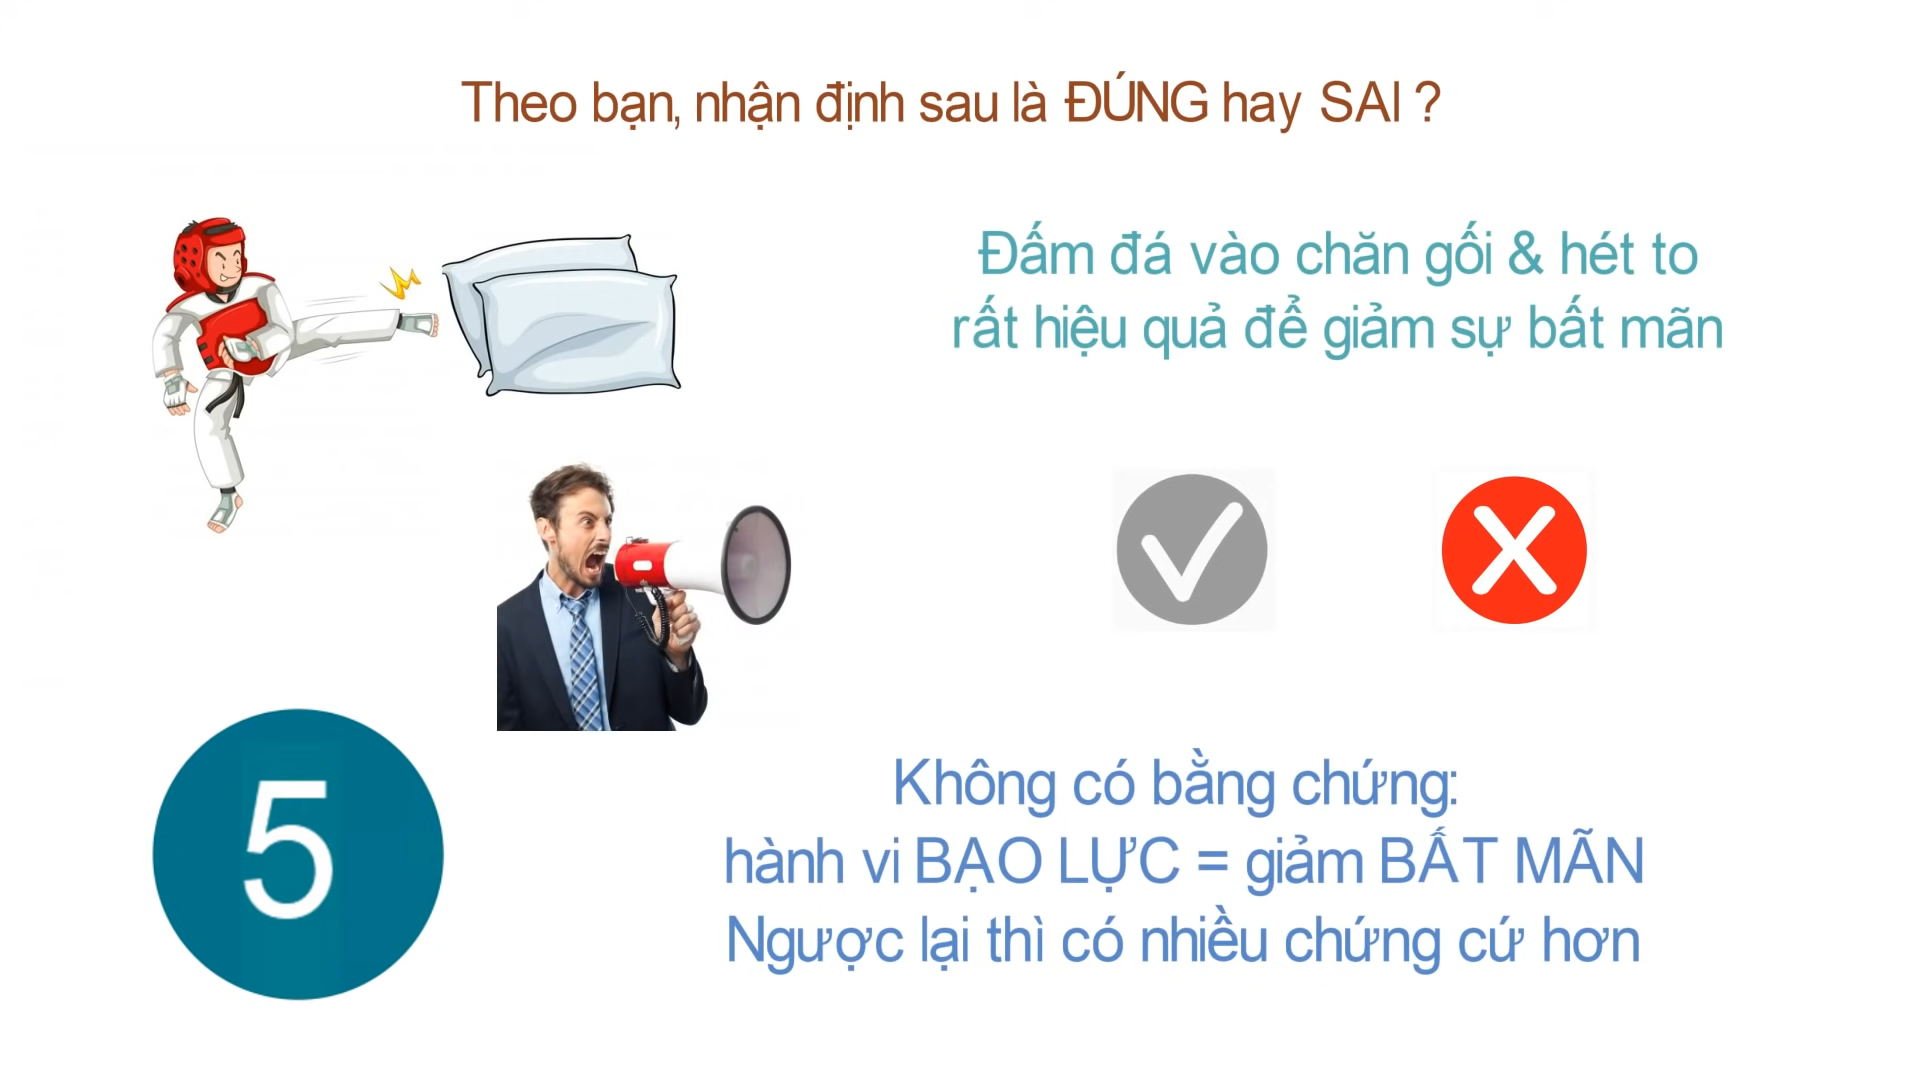 Theo bạn, nhận định sau là ĐÚNG hay SAI ?
Đấm đá vào chăn gối & hét to
rất hiệu quả để giảm sự bất mãn
5
Không có bằng chứng:
hành vi BẠO LỰC = giảm BẤT MÃN
Ngược lại thì có nhiều chứng cứ hơn